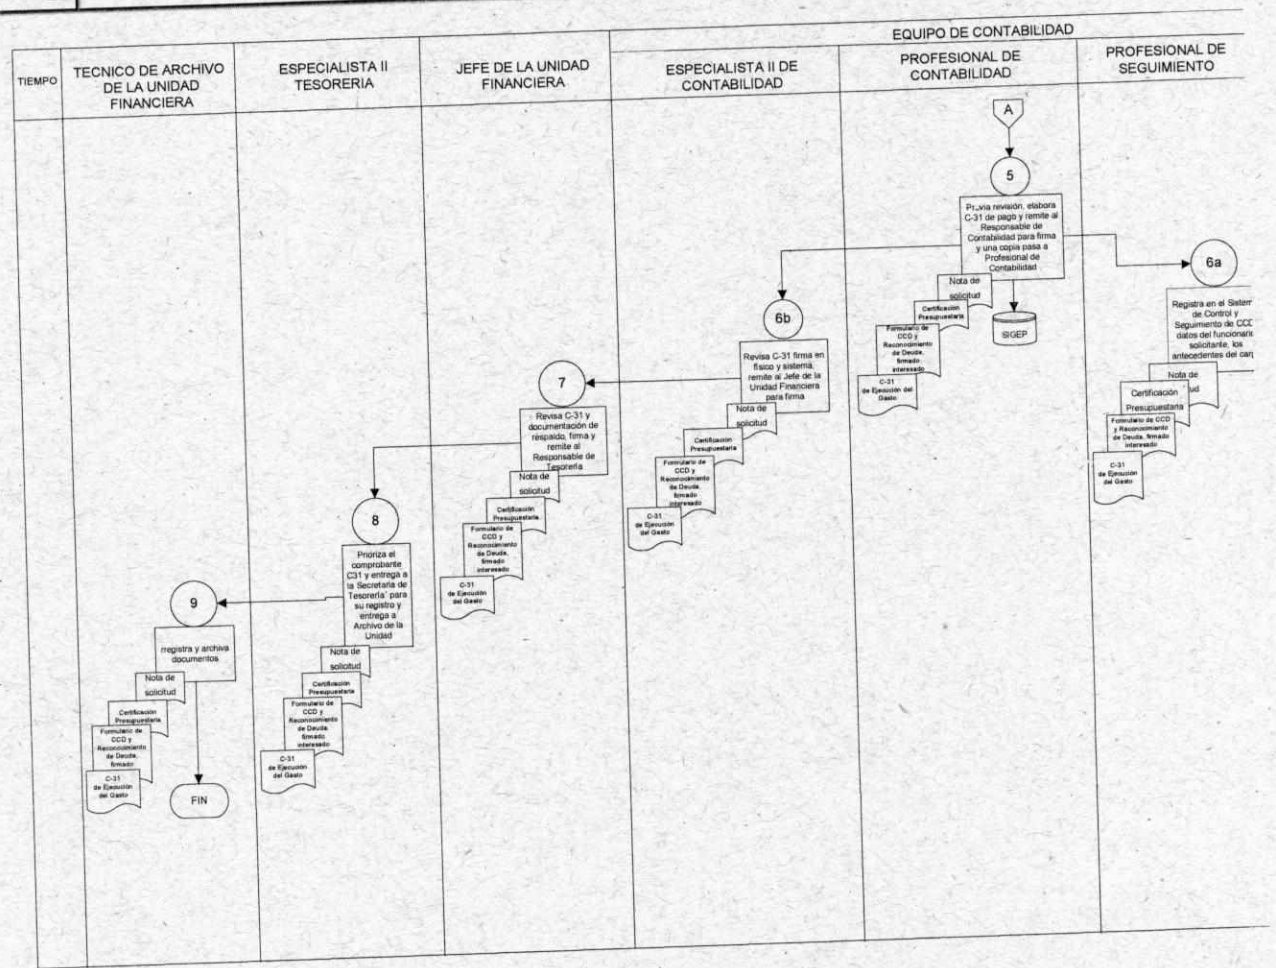 EQUIPO DE CONTABILIDAD
TIEMPO
TECNICO DE ARCHIVO
DE LA UNIDAD
FINANCIERA
ESPECIALISTA II
TESORERIA
JEFE DE LA UNIDAD
FINANCIERA
ESPECIALISTA II DE
CONTABILIDAD
PROFESIONAL DE
CONTABILIDAD
PROFESIONAL DE
SEGUIMIENTO
A
5
Previa revisión, elabora
C-31 de pago y remite al
Responsable de
Contabilidad para firma
y una copia pasa a
Profesional de
Contabilidad
Nota de
solicitud
Certificación
Presupuestaria
Formulario de
CCD y
Reconocimiento
de Deuda,
firmado
interesado
C-31
de Ejecución del
Gasto
SIGEP
6a
Registra en el Sistem
de Control y
Seguimiento de CCD
datos del funcionario
solicitante, los
antecedentes del carg
Nota de
ud
Certificación
Presupuestaria
Formulario de CCD
y Reconocimiento
de Deuda, firmado
interesado
C-31
de Ejecución
del Gasto
6b
Revisa C-31 firma en
físico y sistema,
remite al Jefe de la
Unidad Financiera
para firma
Nota de
solicitud
Certificación
Presupuestaria
Formulario de
CCD y
Reconocimiento
de Deuda,
firmado
interesado
C-31
de Ejecución
del Gasto
7
Revisa C-31 y
documentación de
respaldo, firma y
remite al
Responsable de
Tesorería
Nota de
solicitud
Certificación
Presupuestaria
Formulario de
CCD y
Reconocimiento
de Deuda,
firmado
interesado
C-31
de Ejecución
del Gasto
8
Prioriza el
comprobante
C31 y entrega a
la Secretaria de
Tesorería´ para
su registro y
entrega a
Archivo de la
Unidad
Nota de
solicitud
Certificación
Presupuestaria
Formulario de
CCD y
Reconocimiento
de Deuda,
firmado
interesado
C-31
de Ejecución
del Gasto
9
rregistra y archiva
documentos
Nota de
solicitud
Certificación
Presupuestaria
Formulario de
CCD y
Reconocimiento
de Deuda,
firmado
C-31
de Ejecución
del Gasto
FIN